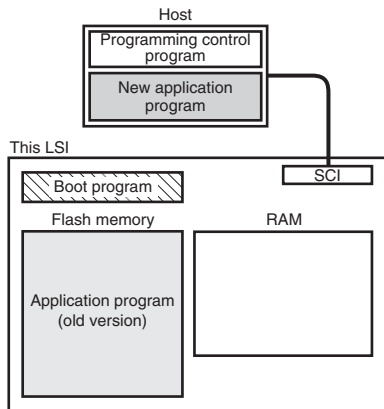 Host
Programming control
program
New application
program
This LSI
SCI
Boot program
Flash memory
RAM
Application program
(old version)